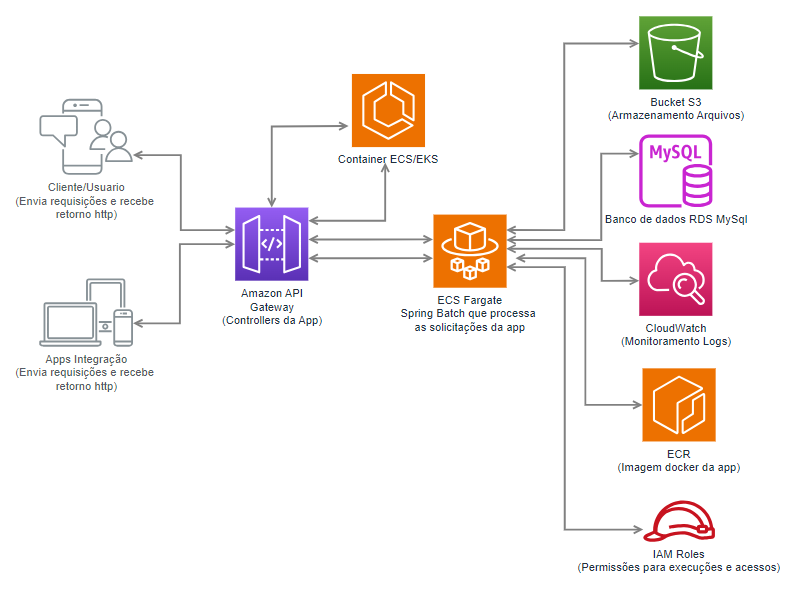 Cliente/Usuario
(Envia requisições e recebe
retorno http)
Apps Integração
(Envia requisições e recebe
retorno http)
Container ECS/EKS
</>
Amazon API
Gateway
(Controllers da App)
ECS Fargate
Spring Batch que processa
as solicitações da app
Bucket S3
(Armazenamento Arquivos)
MySQL
Banco de dados RDS MySql
CloudWatch
(Monitoramento Logs)
ECR
(Imagem docker da app)
IAM Roles
(Permissões para execuções e acessos)